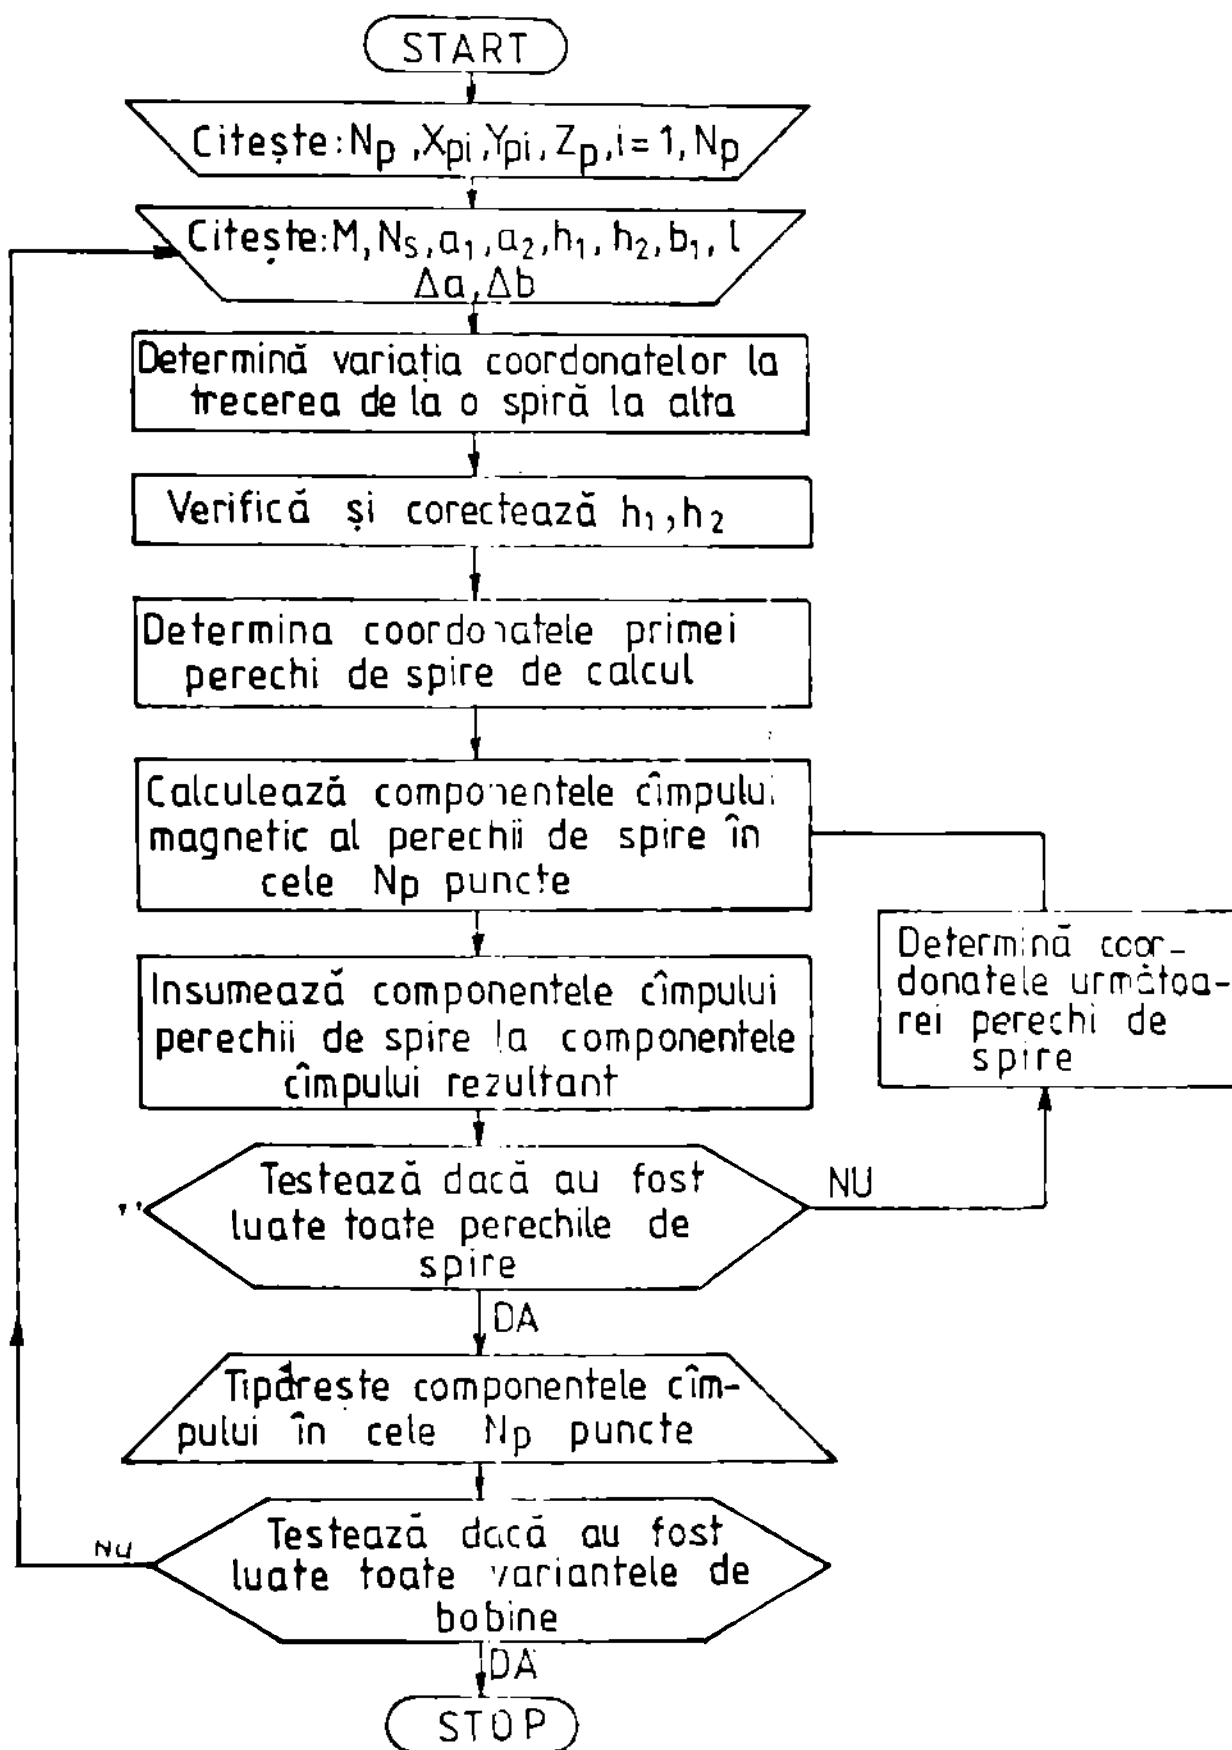 START
Citește: Np, Xpi, Ypi, Zp, i = 1, Np
Citește: M, Ns, a1, a2, h1, h2, b1, l
Δa, Δb
Determină variația coordonatelor la
trecerea de la o spiră la alta
Verifică și corectează h1, h2
Determina coordonatele primei
perechi de spire de calcul
Calculează componentele cîmpului
magnetic al perechii de spire în
cele Np puncte
Determină coor-
donatele următoa-
rei perechi de
spire
Insumează componentele cîmpului
perechii de spire la componentele
cîmpului rezultant
Testează dacă au fost
luate toate perechile de
spire
NU
DA
Tipărește componentele cîm-
pului în cele Np puncte
Testează dacă au fost
luate toate variantele de
bobine
NU
DA
STOP